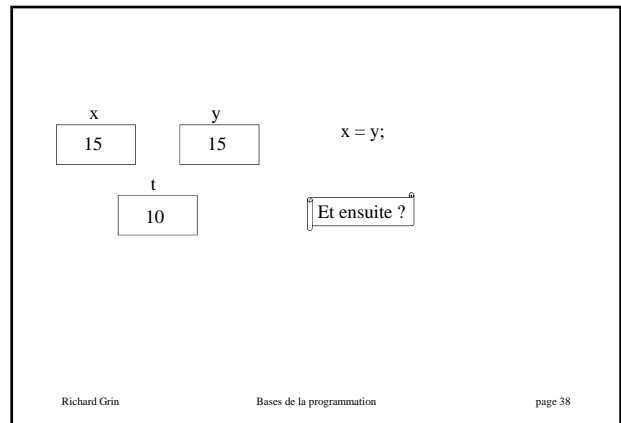 x y
15 15 x = y;
t
10 Et ensuite ?
Richard Grin Bases de la programmation page 38